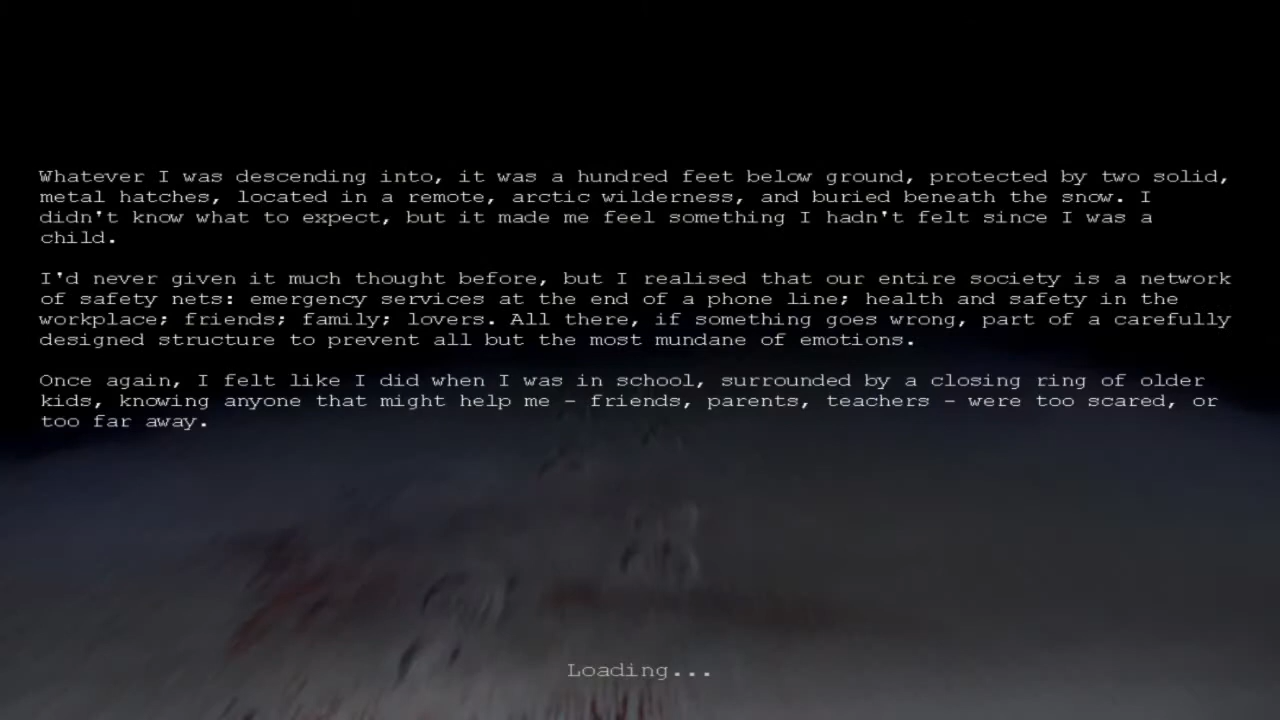 Whatever I was descending into, it was a hundred feet below ground, protected by two solid,
metal hatches, located in a remote, arctic wilderness, and buried beneath the snow. I
didn't know what to expect, but it made me feel something I hadn't felt since I was a
child.
I'd never given it much thought before, but I realised that our entire society is a network
of safety nets: emergency services at the end of a phone line; health and safety in the
workplace; friends; family; lovers. All there, if something goes wrong, part of a carefully
designed structure to prevent all but the most mundane of emotions.
Once again, I felt like I did when I was in school, surrounded by a closing ring of older
kids, knowing anyone that might help me - friends, parents, teachers - were too scared, or
too far away.
Loading...